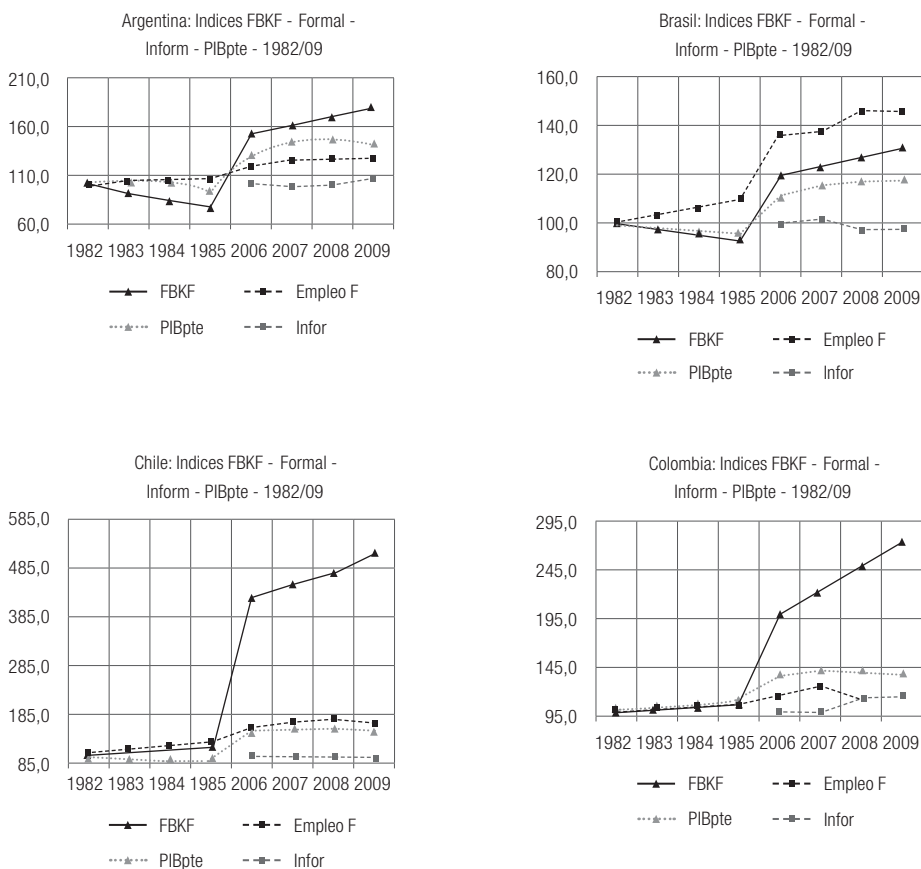 Argentina: Indices FBKF - Formal -
Inform - PIBpte - 1982/09
210,0
160,0
110,0
60,0
1982 1983 1984 1985 2006 2007 2008 2009
FBKF Empleo F
PIBpte Infor
Brasil: Indices FBKF - Formal -
Inform - PIBpte - 1982/09
160,0
140,0
120,0
100,0
80,0
1982 1983 1984 1985 2006 2007 2008 2009
FBKF Empleo F
PIBpte Infor
Chile: Indices FBKF - Formal -
Inform - PIBpte - 1982/09
585,0
485,0
385,0
285,0
185,0
85,0
1982 1983 1984 1985 2006 2007 2008 2009
FBKF Empleo F
PIBpte Infor
Colombia: Indices FBKF - Formal -
Inform - PIBpte - 1982/09
295,0
245,0
195,0
145,0
95,0
1982 1983 1984 1985 2006 2007 2008 2009
FBKF Empleo F
PIBpte Infor